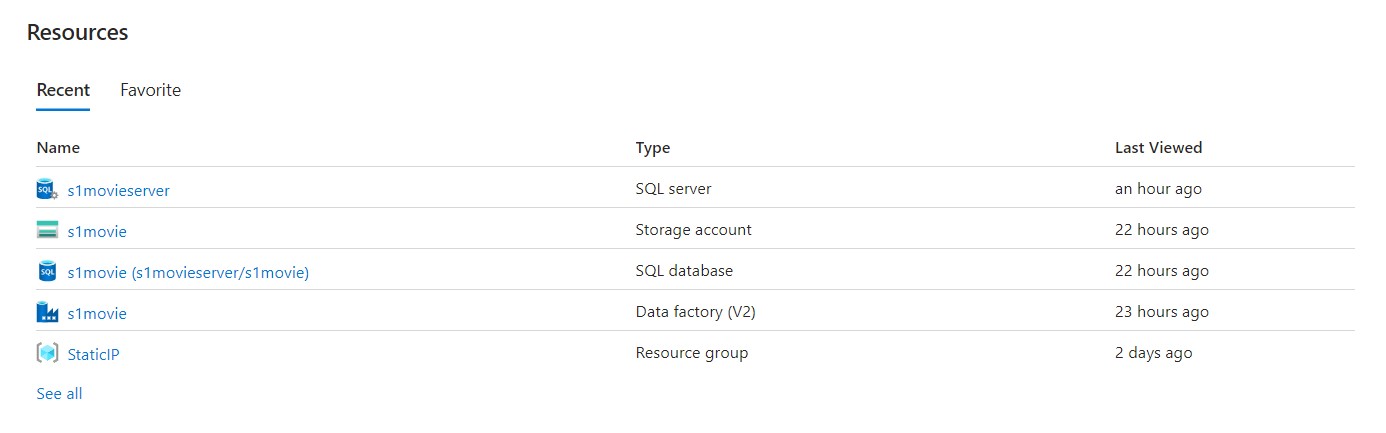 Resources
Recent Favorite
Name Type Last Viewed
SQL s1movieserver SQL server an hour ago
s1movie Storage account 22 hours ago
SQL s1movie (s1movieserver/s1movie) SQL database 22 hours ago
s1movie Data factory (V2) 23 hours ago
StaticIP Resource group 2 days ago
See all